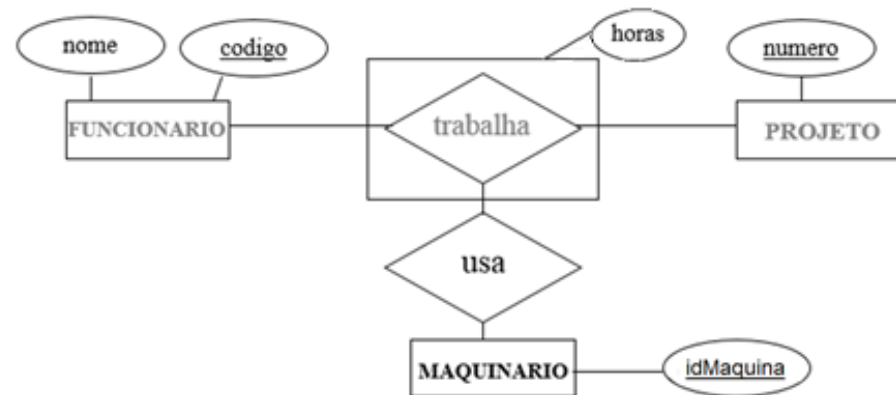 nome
codigo
horas
numero
FUNCIONARIO
trabalha
PROJETO
usa
MAQUINARIO
idMaquina